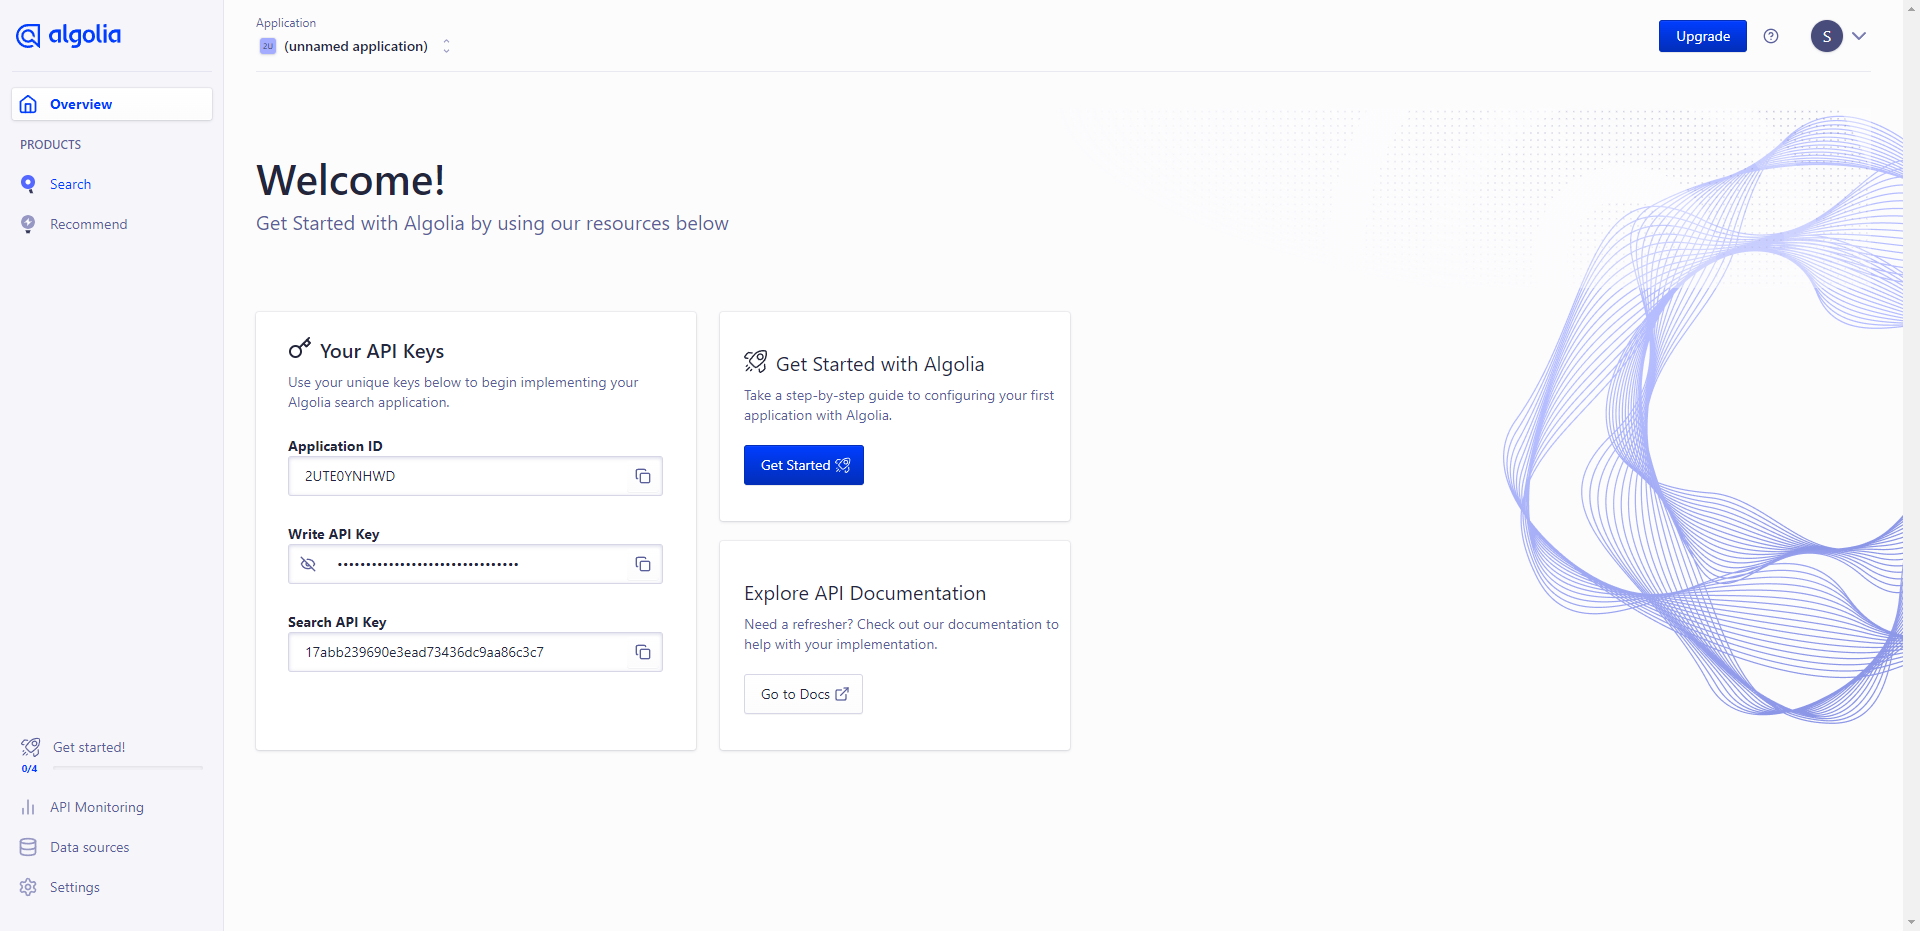 algolia
Overview
PRODUCTS
Search
Recommend
Get started!
0/4
API Monitoring
Data sources
Settings
Application
2U (unnamed application)
Upgrade
S
Welcome!
Get Started with Algolia by using our resources below
Your API Keys
Use your unique keys below to begin implementing your
Algolia search application.
Application ID
2UTE0YNHWD
Write API Key
••••••••••••••••••••••••••••••••
Search API Key
17abb239690e3ead73436dc9aa86c3c7
Get Started with Algolia
Take a step-by-step guide to configuring your first
application with Algolia.
Get Started
Explore API Documentation
Need a refresher? Check out our documentation to
help with your implementation.
Go to Docs